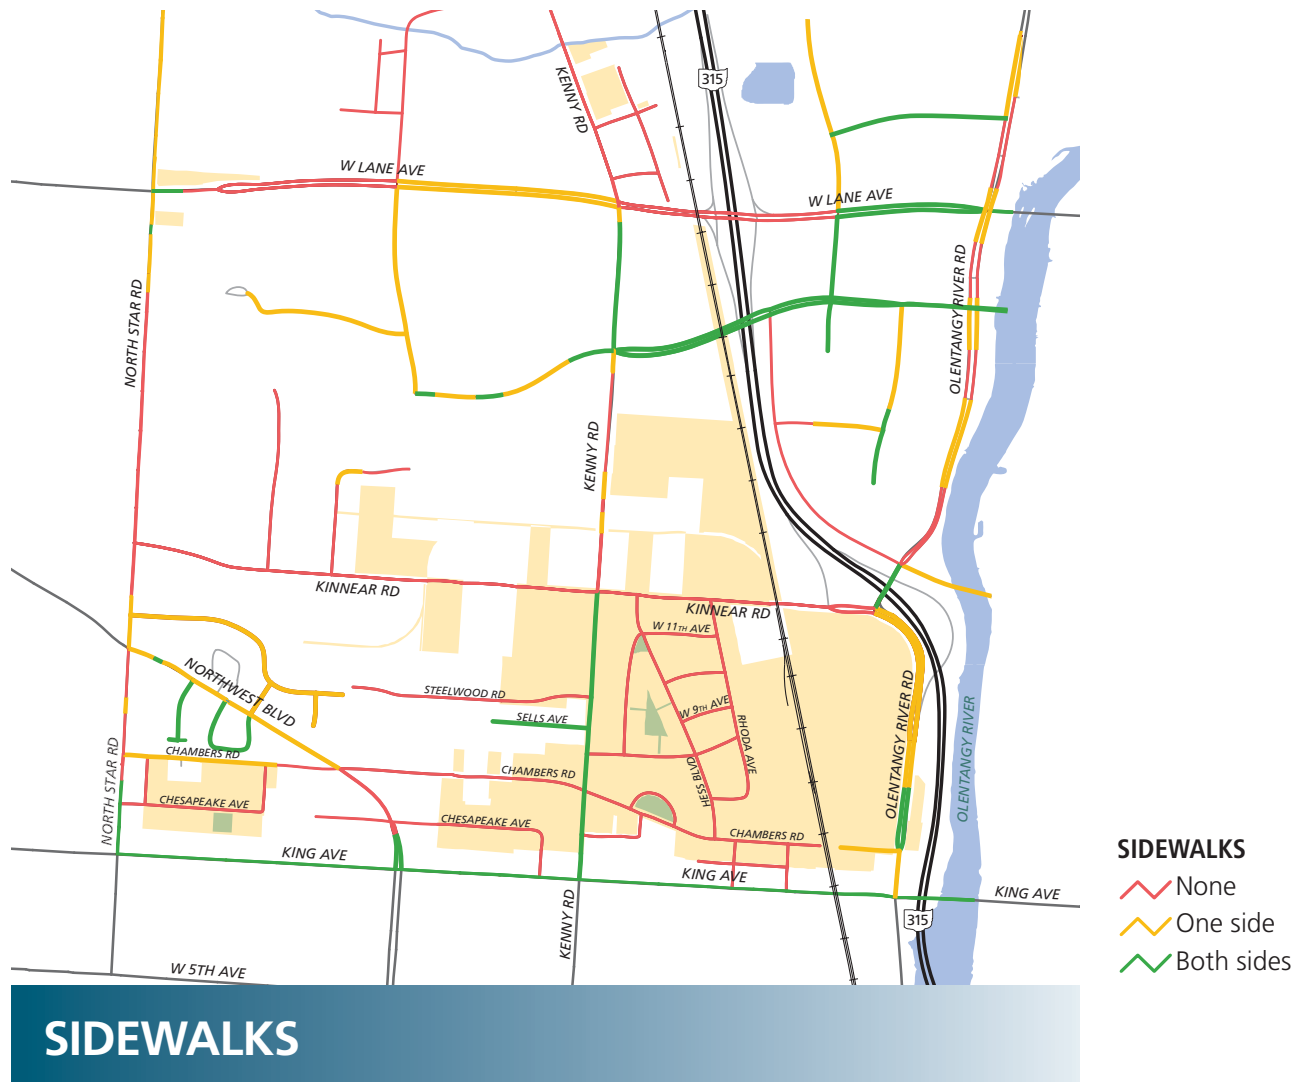 315
KENNY RD
W LANE AVE
W LANE AVE
NORTH STAR RD
OLENTANGY RIVER RD
KENNY RD
KINNEAR RD
KINNEAR RD
W 11TH AVE
NORTHWEST BLVD
STEELWOOD RD
W 9TH AVE
SELLS AVE
RHODA AVE
OLENTANGY RIVER RD
OLENTANGY RIVER
NORTH STAR RD
CHAMBERS RD
CHAMBERS RD
HESS BLVD
CHESAPEAKE AVE
CHESAPEAKE AVE
CHAMBERS RD
KING AVE
KING AVE
KING AVE
KENNY RD
315
W 5TH AVE
SIDEWALKS
None
One side
Both sides
SIDEWALKS